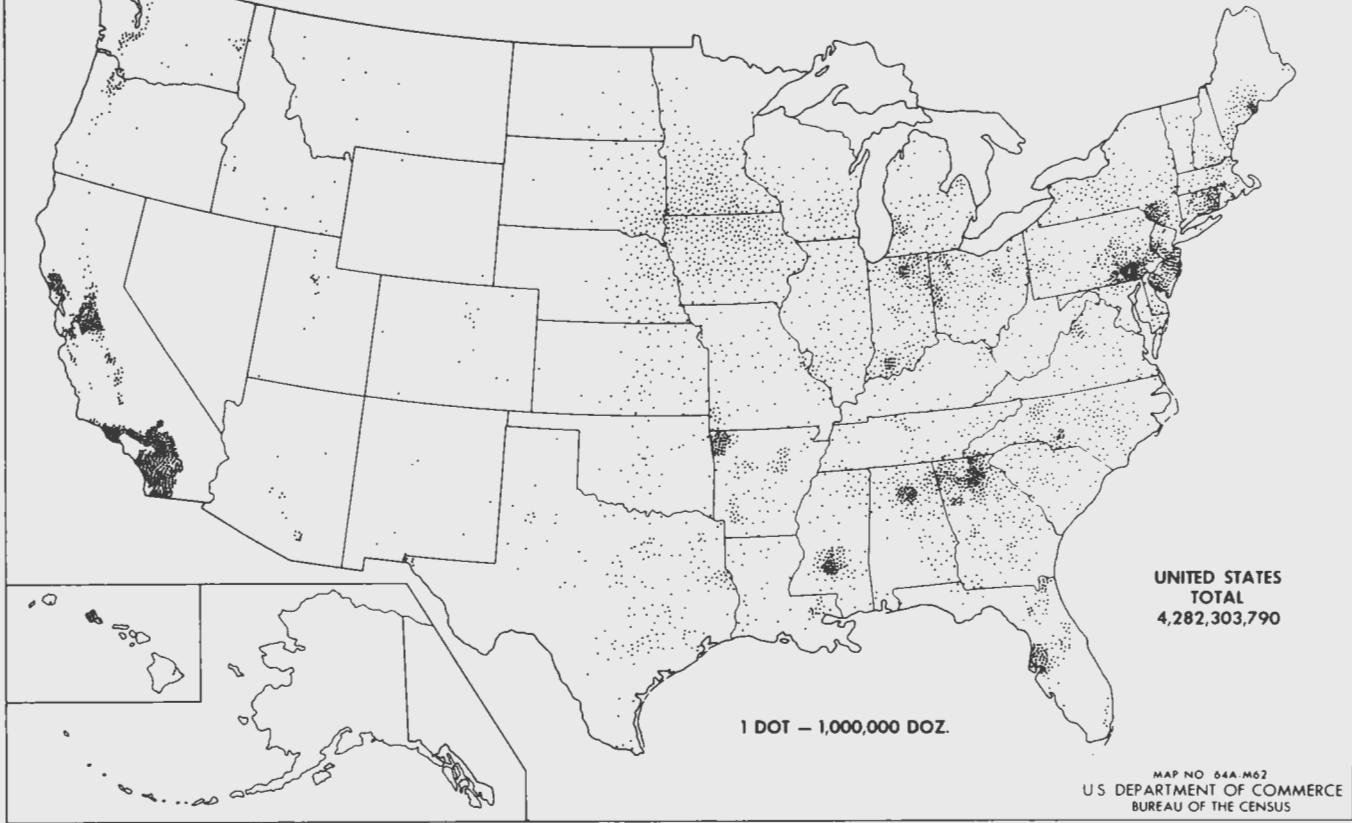 UNITED STATES
TOTAL
4,282,303,790
1 DOT — 1,000,000 DOZ.
MAP NO 64A-M62
U S DEPARTMENT OF COMMERCE
BUREAU OF THE CENSUS